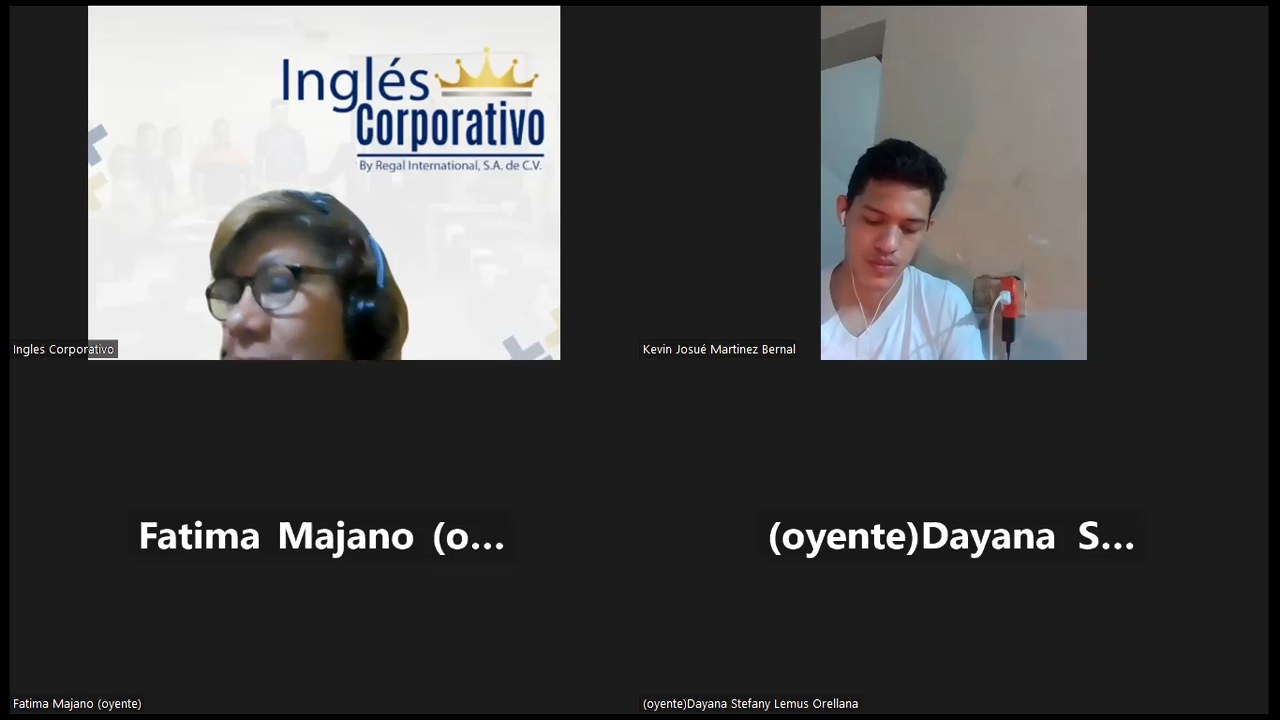 Inglés
Corporativo
By Regal International, S.A. de C.V.
Ingles Corporativo
Kevin Josué Martinez Bernal
Fatima Majano (o...
(oyente)Dayana S...
Fatima Majano (oyente)
(oyente)Dayana Stefany Lemus Orellana